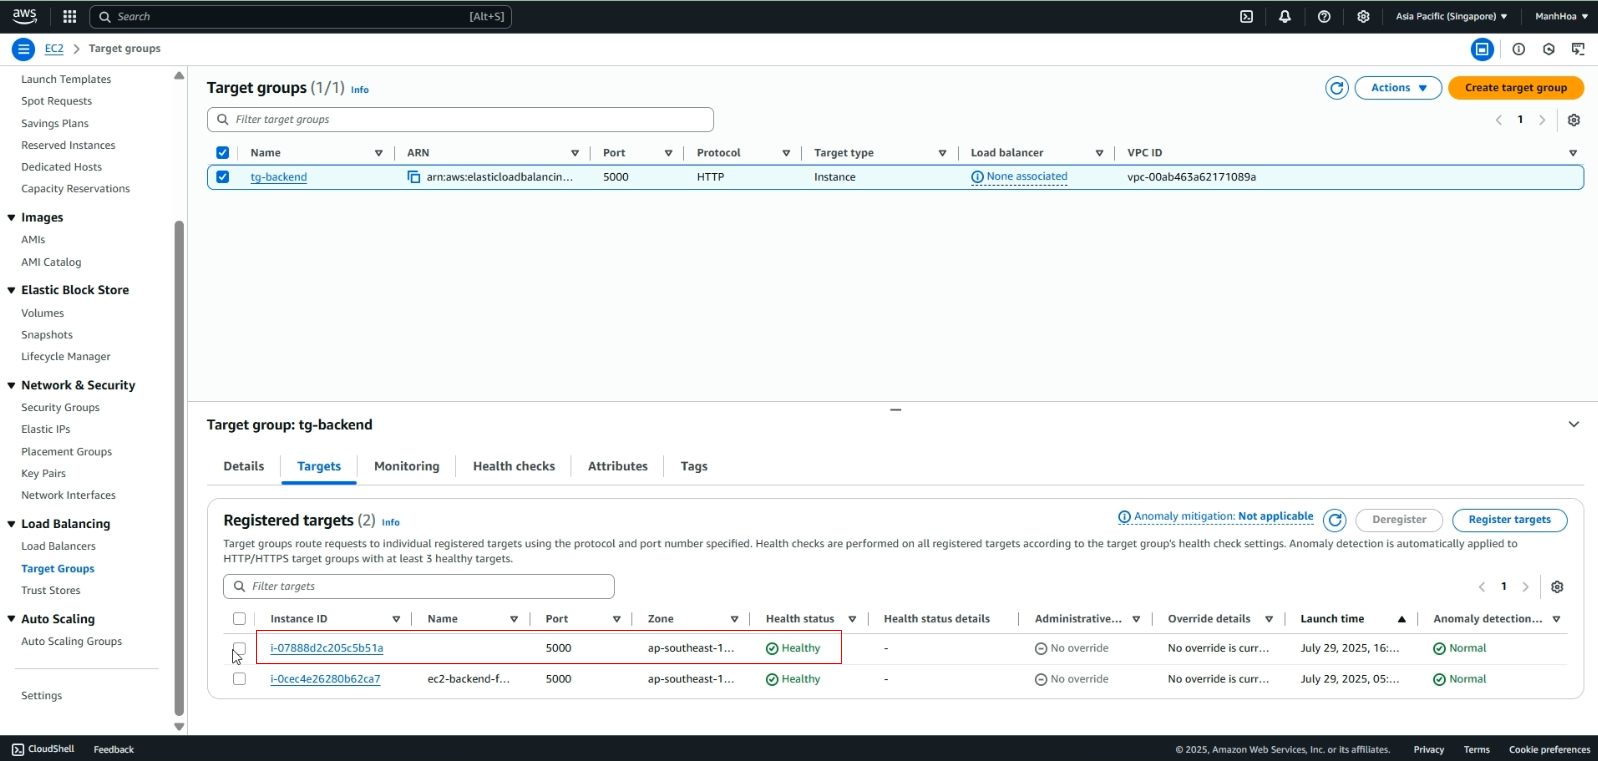 aws
Search [Alt+S] Asia Pacific (Singapore) ManhHoa
EC2 Target groups
Launch Templates
Spot Requests
Savings Plans
Reserved Instances
Dedicated Hosts
Capacity Reservations
Images
AMIs
AMI Catalog
Elastic Block Store
Volumes
Snapshots
Lifecycle Manager
Network & Security
Security Groups
Elastic IPs
Placement Groups
Key Pairs
Network Interfaces
Load Balancing
Load Balancers
Target Groups
Trust Stores
Auto Scaling
Auto Scaling Groups
Settings
Target groups (1/1) Info Actions Create target group
Filter target groups 1
Name ARN Port Protocol Target type Load balancer VPC ID
tg-backend arn:aws:elasticloadbalancin... 5000 HTTP Instance None associated vpc-00ab463a62171089a
Target group: tg-backend
Details Targets Monitoring Health checks Attributes Tags
Registered targets (2) Info Anomaly mitigation: Not applicable Deregister Register targets
Target groups route requests to individual registered targets using the protocol and port number specified. Health checks are performed on all registered targets according to the target group's health check settings. Anomaly detection is automatically applied to
HTTP/HTTPS target groups with at least 3 healthy targets.
Filter targets 1
Instance ID Name Port Zone Health status Health status details Administrative... Override details Launch time Anomaly detection...
i-07888d2c205c5b51a 5000 ap-southeast-1... Healthy - No override No override is curr... July 29, 2025, 16:... Normal
i-0cec4e26280b62ca7 ec2-backend-f... 5000 ap-southeast-1... Healthy - No override No override is curr... July 29, 2025, 05:... Normal
CloudShell Feedback © 2025, Amazon Web Services, Inc. or its affiliates. Privacy Terms Cookie preferences